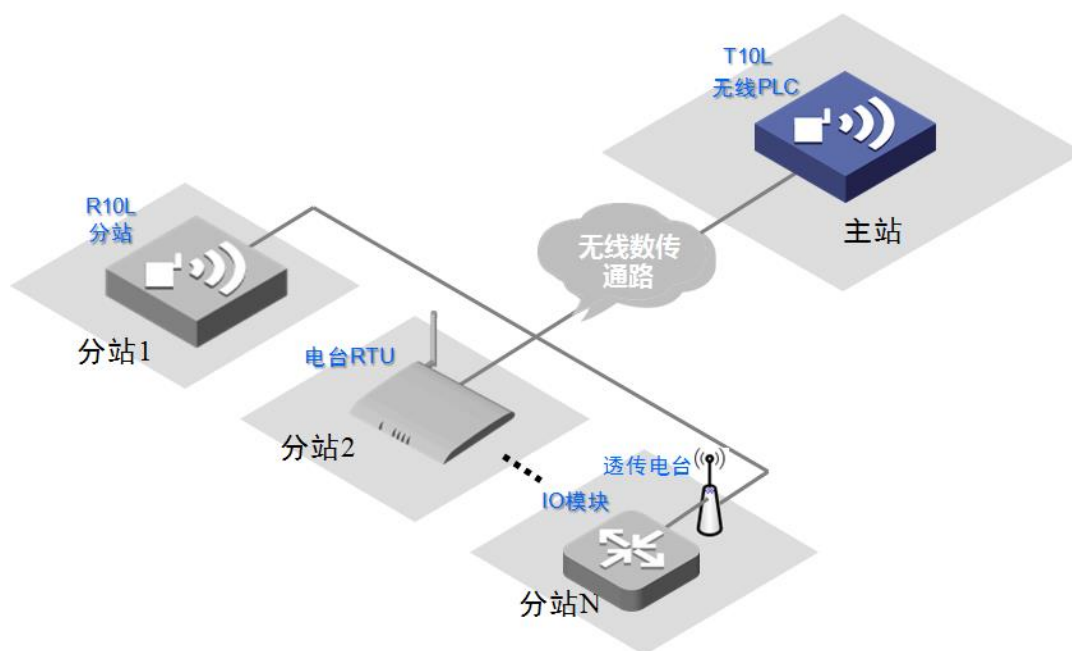 T10L
无线PLC
主站
R10L
分站
分站1
无线数传
通路
电台RTU
分站2
透传电台
IO模块
分站N